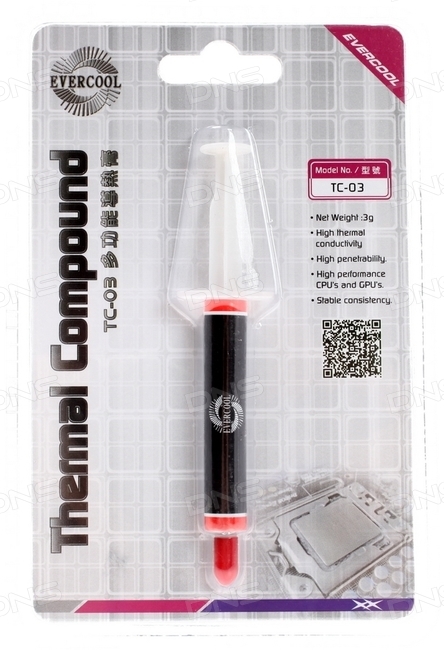 EVERCOOL
EVERCOOL
Model No. / 型號
TC-03
• Net Weight :3g
• High thermal
conductivity
• High penetrability.
• High performance
CPU's and GPU's.
• Stable consistency.
Thermal Compound
TC-03 多功能導熱膏
EVERCOOL
DNS